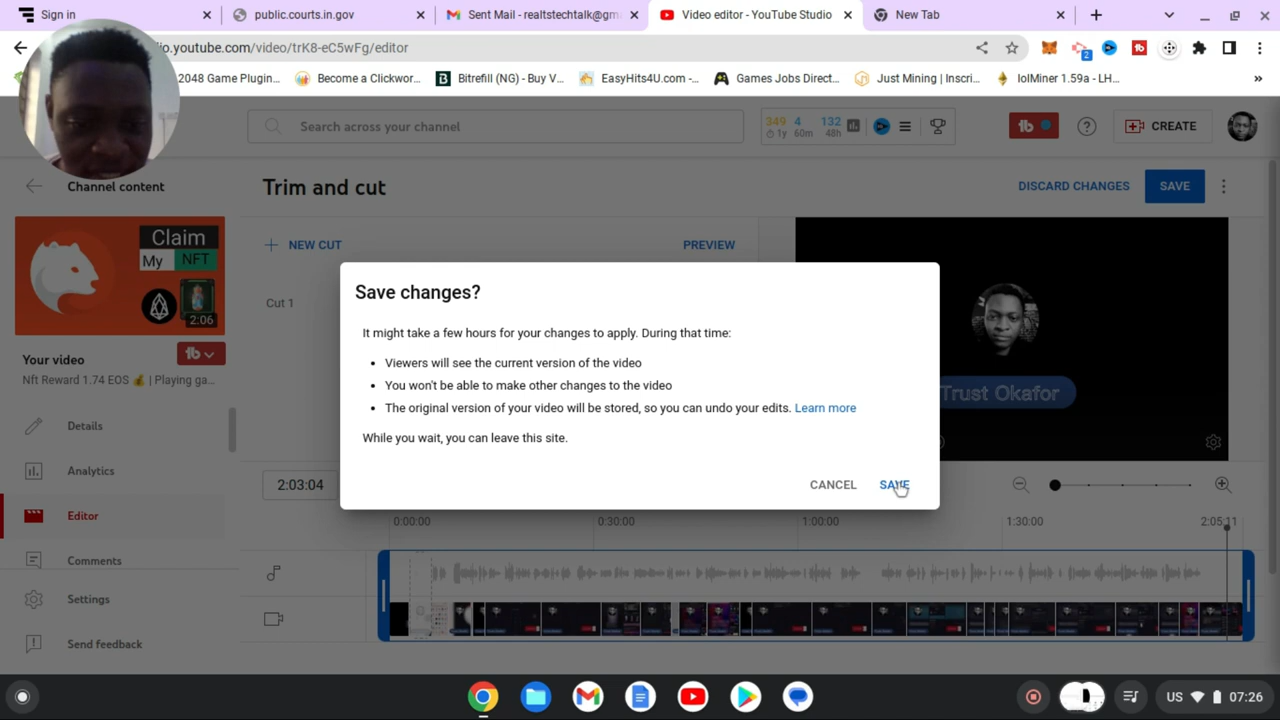 Sign in
public.courts.in.gov
Sent Mail - realtstechtalk@gm
Video editor - YouTube Studio
New Tab
io.youtube.com/video/trK8-eC5wFg/editor
2
2048 Game Plugin...
Become a Clickwor...
Bitrefill (NG) - Buy V...
EasyHits4U.com -...
Games Jobs Direct...
Just Mining | Inscri...
lolMiner 1.59a - LH...
»
Search across your channel
349 4 132
1y 60m 48h
tb
CREATE
Channel content
Trim and cut
DISCARD CHANGES
SAVE
Claim
My NFT
2:06
NEW CUT
PREVIEW
Cut 1
Save changes?
It might take a few hours for your changes to apply. During that time:
• Viewers will see the current version of the video
• You won't be able to make other changes to the video
• The original version of your video will be stored, so you can undo your edits. Learn more
While you wait, you can leave this site.
CANCEL
SAVE
Your video
tb
Nft Reward 1.74 EOS 💰 | Playing ga...
Trust Okafor
Details
Analytics
Editor
Comments
Settings
Send feedback
2:03:04
0:00:00
0:30:00
1:00:00
1:30:00
2:05:11
US
07:26